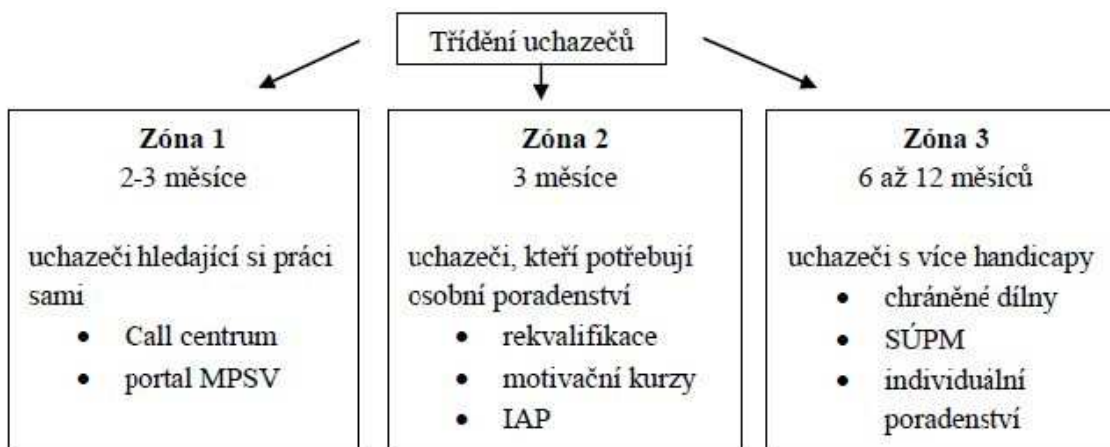 Třídění uchazečů
Zóna 1
2-3 měsíce
uchazeči hledající si práci
sami
• Call centrum
• portal MPSV
Zóna 2
3 měsíce
uchazeči, kteří potřebují
osobní poradenství
• rekvalifikace
• motivační kurzy
• IAP
Zóna 3
6 až 12 měsíců
uchazeči s více handicapy
• chráněné dílny
• SÚPM
• individuální
poradenství